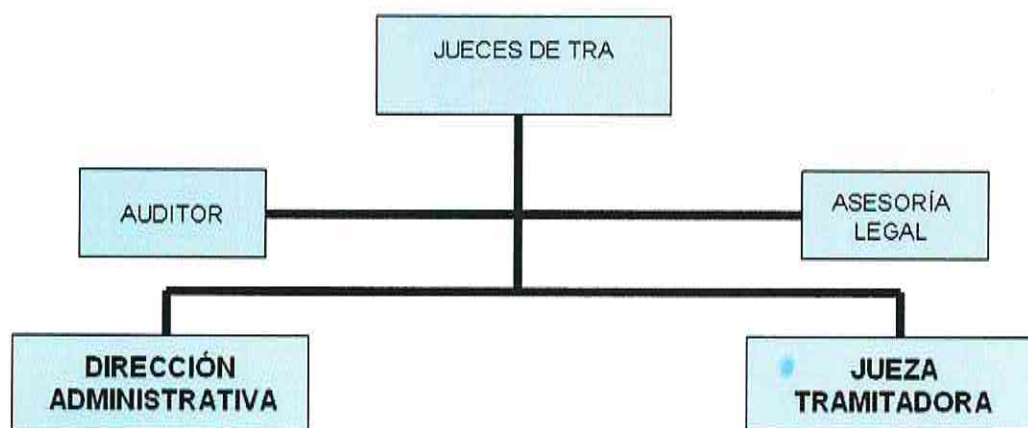 JUECES DE TRA
AUDITOR
ASESORÍA
LEGAL
DIRECCIÓN
ADMINISTRATIVA
JUEZA
TRAMITADORA